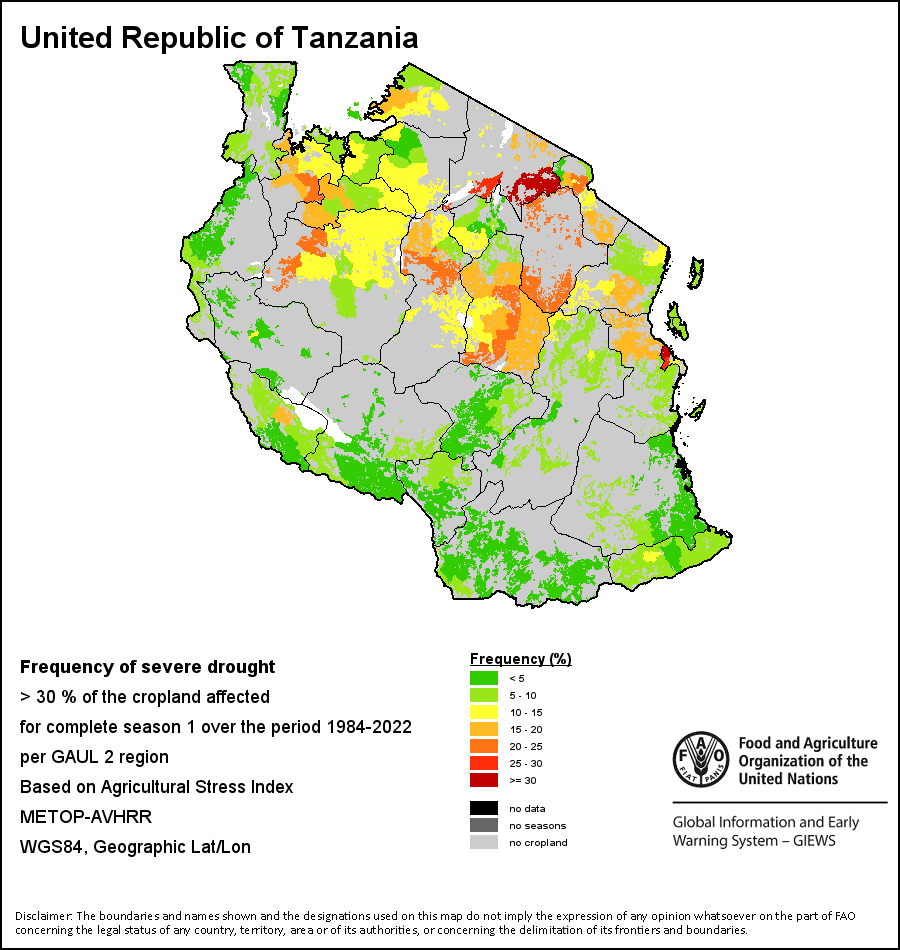 United Republic of Tanzania
Frequency of severe drought
> 30 % of the cropland affected
for complete season 1 over the period 1984-2022
per GAUL 2 region
Based on Agricultural Stress Index
METOP-AVHRR
WGS84, Geographic Lat/Lon
Frequency (%)
< 5
5 - 10
10 - 15
15 - 20
20 - 25
25 - 30
>= 30
no data
no seasons
no cropland
F A O
FIAT PANIS
Food and Agriculture
Organization of the
United Nations
Global Information and Early
Warning System – GIEWS
Disclaimer: The boundaries and names shown and the designations used on this map do not imply the expression of any opinion whatsoever on the part of FAO
concerning the legal status of any country, territory, area or of its authorities, or concerning the delimitation of its frontiers and boundaries.